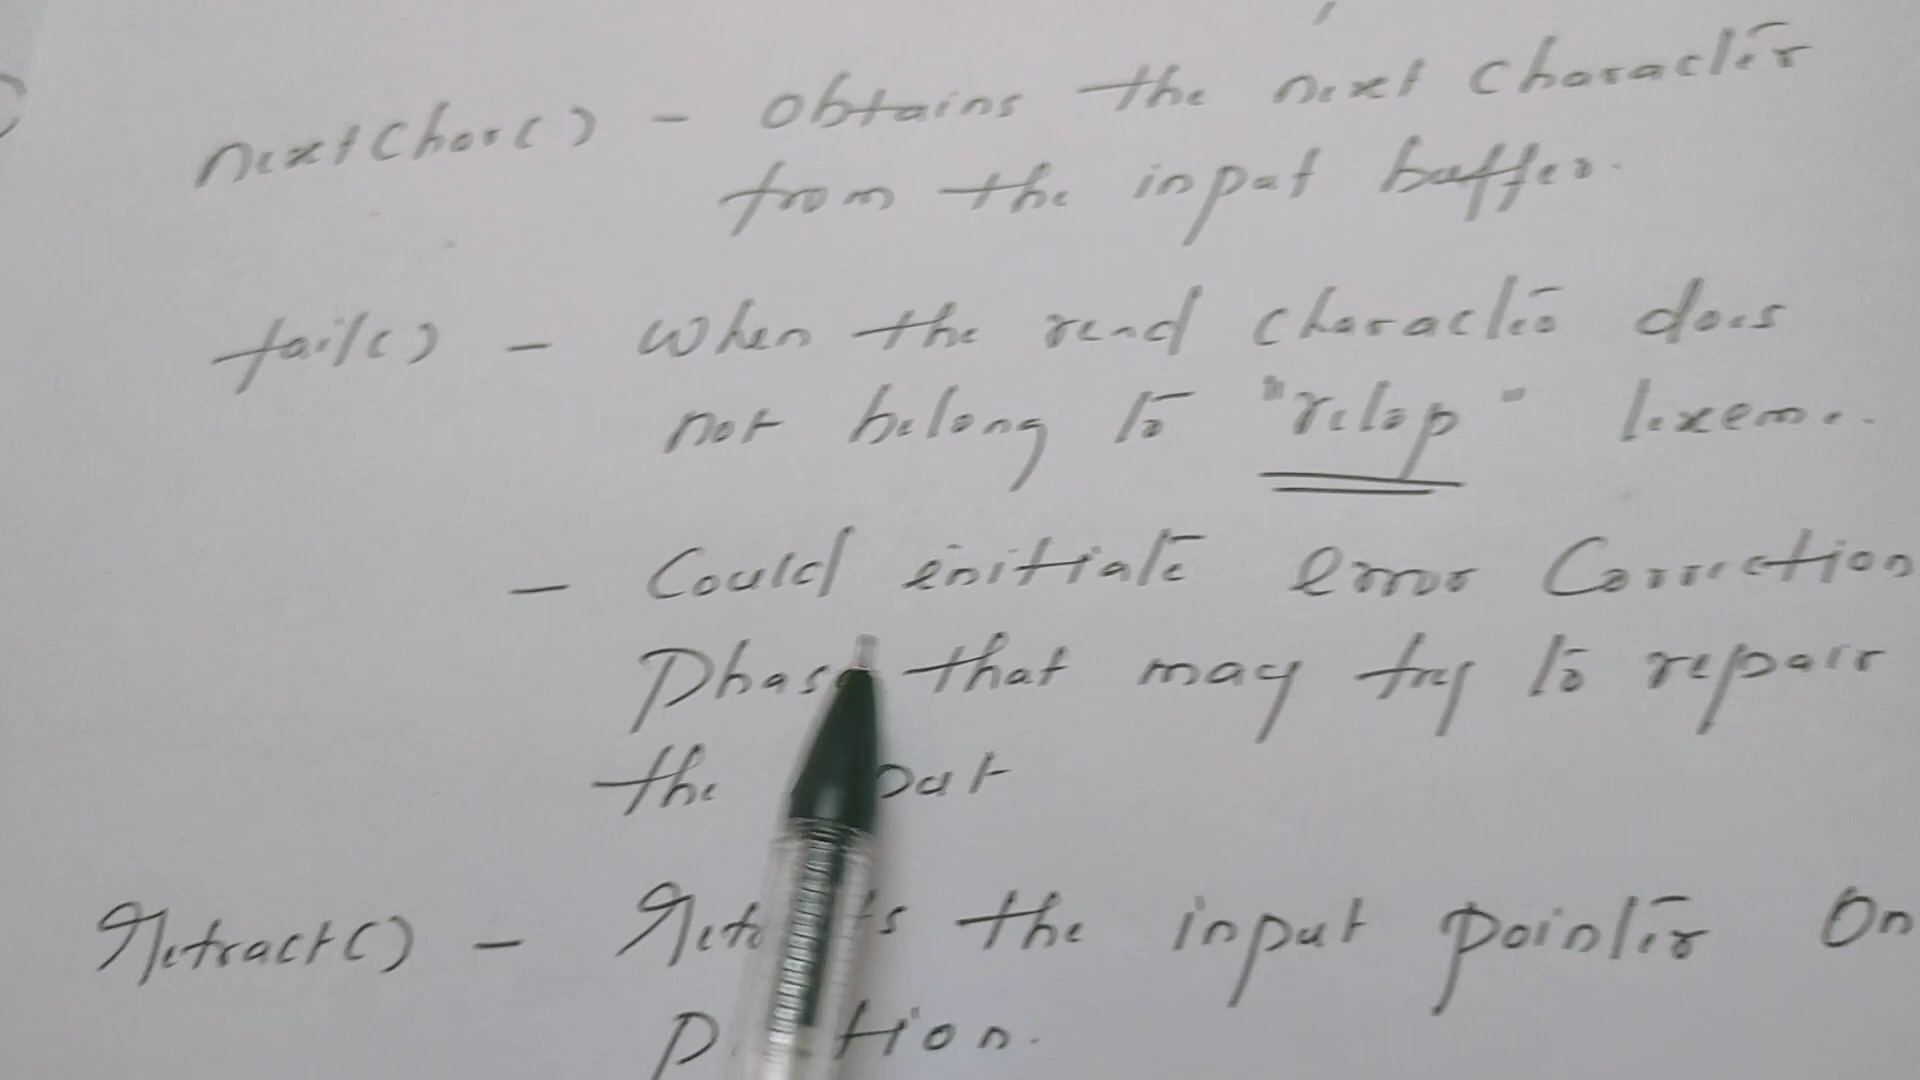 nextChar() - Obtains the next character
from the input buffer.
fail() - When the read character does
not belong to "relop" lexeme.
- Could initiate error Correction
Phase that may try to repair
the
Retract() - the input pointer On